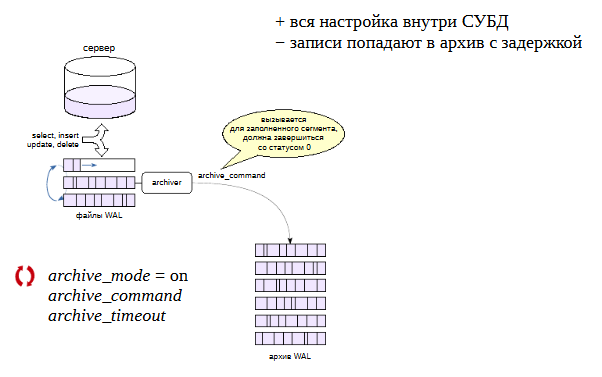 + вся настройка внутри СУБД
− записи попадают в архив с задержкой
сервер
select, insert
update, delete
вызывается
для заполненного сегмента,
должна завершиться
со статусом 0
archiver
archive_command
файлы WAL
archive_mode = on
archive_command
archive_timeout
архив WAL